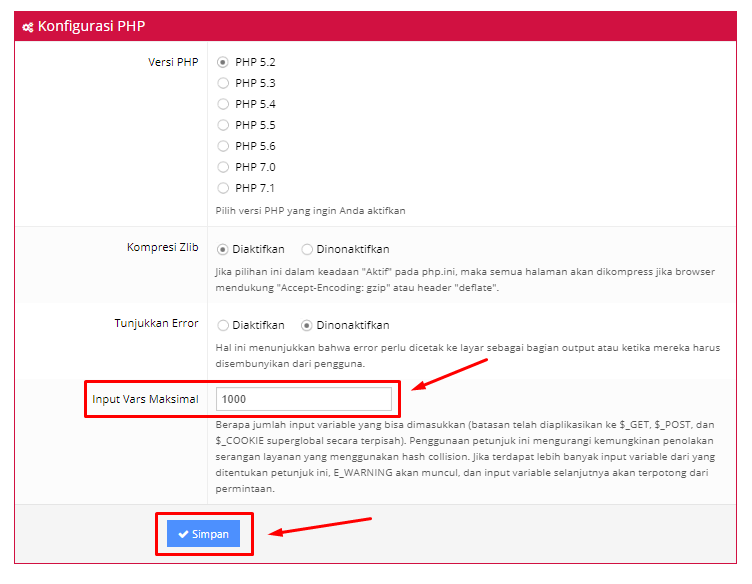 Konfigurasi PHP
Versi PHP
PHP 5.2
PHP 5.3
PHP 5.4
PHP 5.5
PHP 5.6
PHP 7.0
PHP 7.1
Pilih versi PHP yang ingin Anda aktifkan
Kompresi Zlib
Diaktifkan Dinonaktifkan
Jika pilihan ini dalam keadaan "Aktif" pada php.ini, maka semua halaman akan dikompress jika browser
mendukung "Accept-Encoding: gzip" atau header "deflate".
Tunjukkan Error
Diaktifkan Dinonaktifkan
Hal ini menunjukkan bahwa error perlu dicetak ke layar sebagai bagian output atau ketika mereka harus
disembunyikan dari pengguna.
Input Vars Maksimal
1000
Berapa jumlah input variable yang bisa dimasukkan (batasan telah diaplikasikan ke $_GET, $_POST, dan
$_COOKIE superglobal secara terpisah). Penggunaan petunjuk ini mengurangi kemungkinan penolakan
serangan layanan yang menggunakan hash collision. Jika terdapat lebih banyak input variable dari yang
ditentukan petunjuk ini, E_WARNING akan muncul, dan input variable selanjutnya akan terpotong dari
permintaan.
Simpan